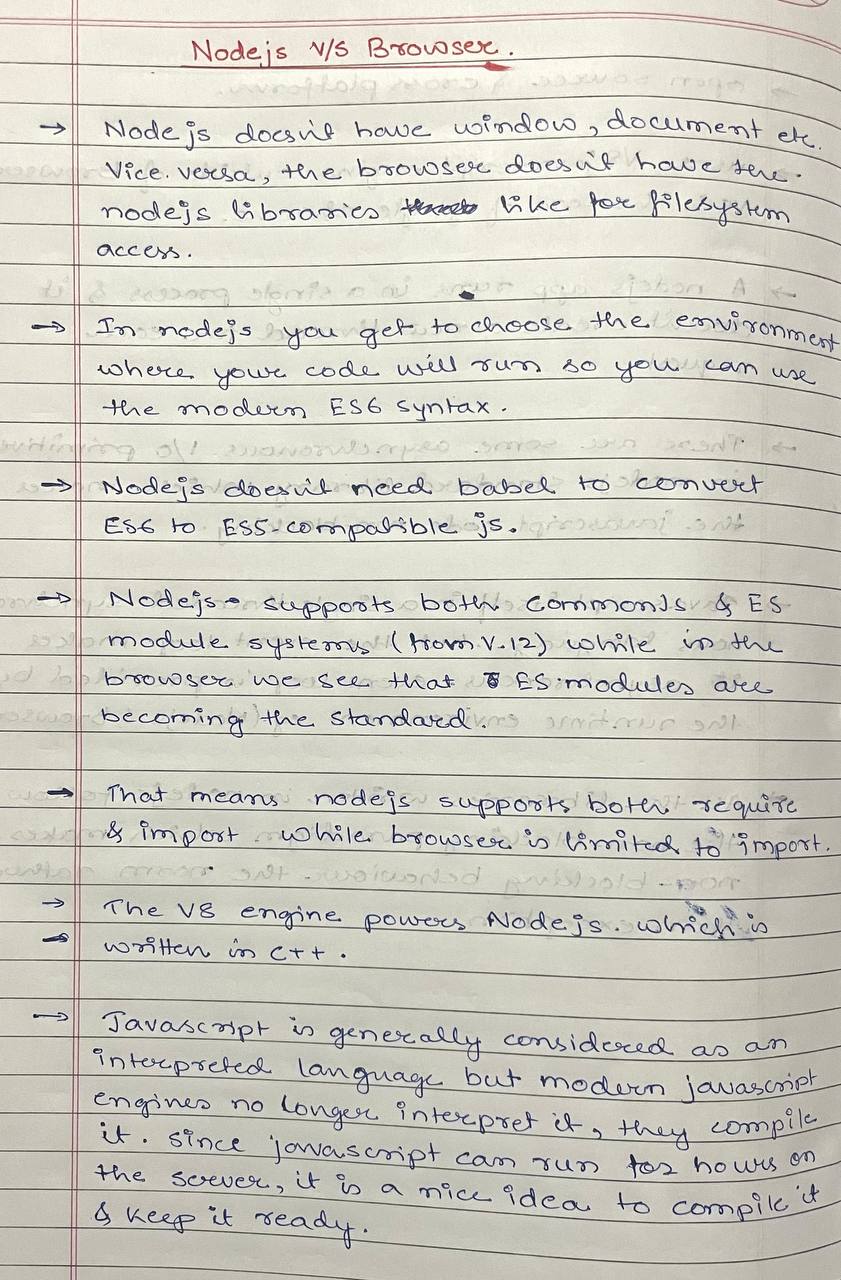 Nodejs v/s Browser.
→ Node js doesn't have window, document etc.
Vice. versa, the browser doesn't have the
nodejs libraries like for filesystem
access.
→ In nodejs you get to choose the environment
where your code will run so you can use
the modern ES6 syntax.
→ Nodejs doesn't need babel to convert
ES6 to ES5-compatible js.
→ Nodejs supports both commonJs & ES
module systems (from V.12) while in the
browser we see that ES modules are
becoming the standard.
→ That means nodejs supports both require
& import while browser is limited to import.
→ The V8 engine powers Nodejs. which is
→ written in c++.
→ Javascript is generally considered as an
interpreted language but modern javascript
engines no longer interpret it, they compile
it. since javascript can run for hours on
the server, it is a nice idea to compile it
& keep it ready.